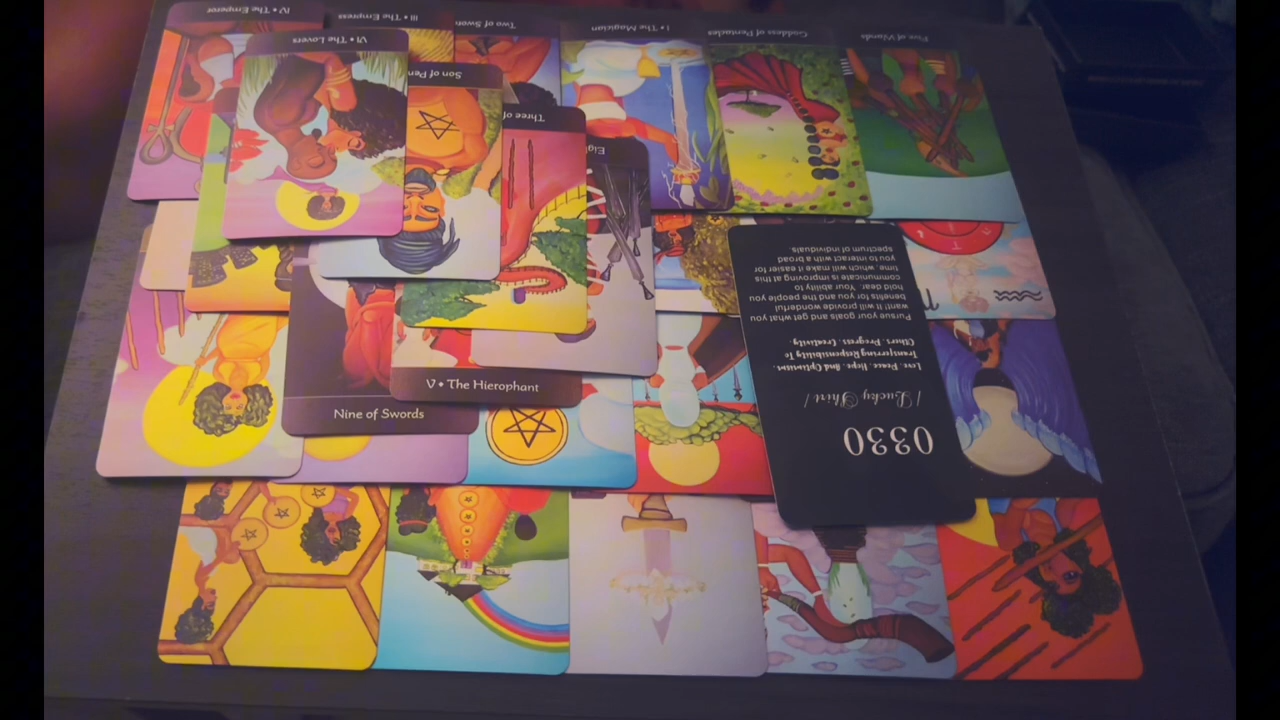 IV • The Emperor
III • The Empress
Two of Swor
I • The Magician
Goddess of Pentacles
Five of Wands
VI • The Lovers
Son of Pen
Three of
Eig
0330
/ Lucky Shirt /
Love. Peace. Hope. And Optimism.
Transferring Responsibility To
Others. Progress. Creativity.
Pursue your goals and get what you
want! It will provide wonderful
benefits for you and the people you
hold dear. Your ability to
communicate is improving at this
time, which will make it easier for
you to interact with a broad
spectrum of individuals.
V • The Hierophant
Nine of Swords